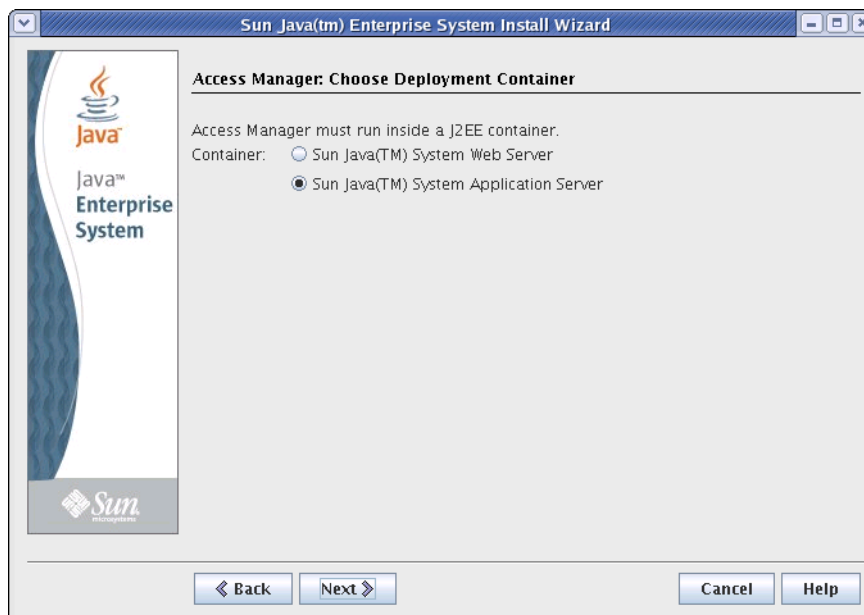 Sun Java(tm) Enterprise System Install Wizard
Java™
Java™
Enterprise
System
Sun
microsystems
Access Manager: Choose Deployment Container
Access Manager must run inside a J2EE container.
Container: Sun Java(TM) System Web Server
Sun Java(TM) System Application Server
Back Next Cancel Help